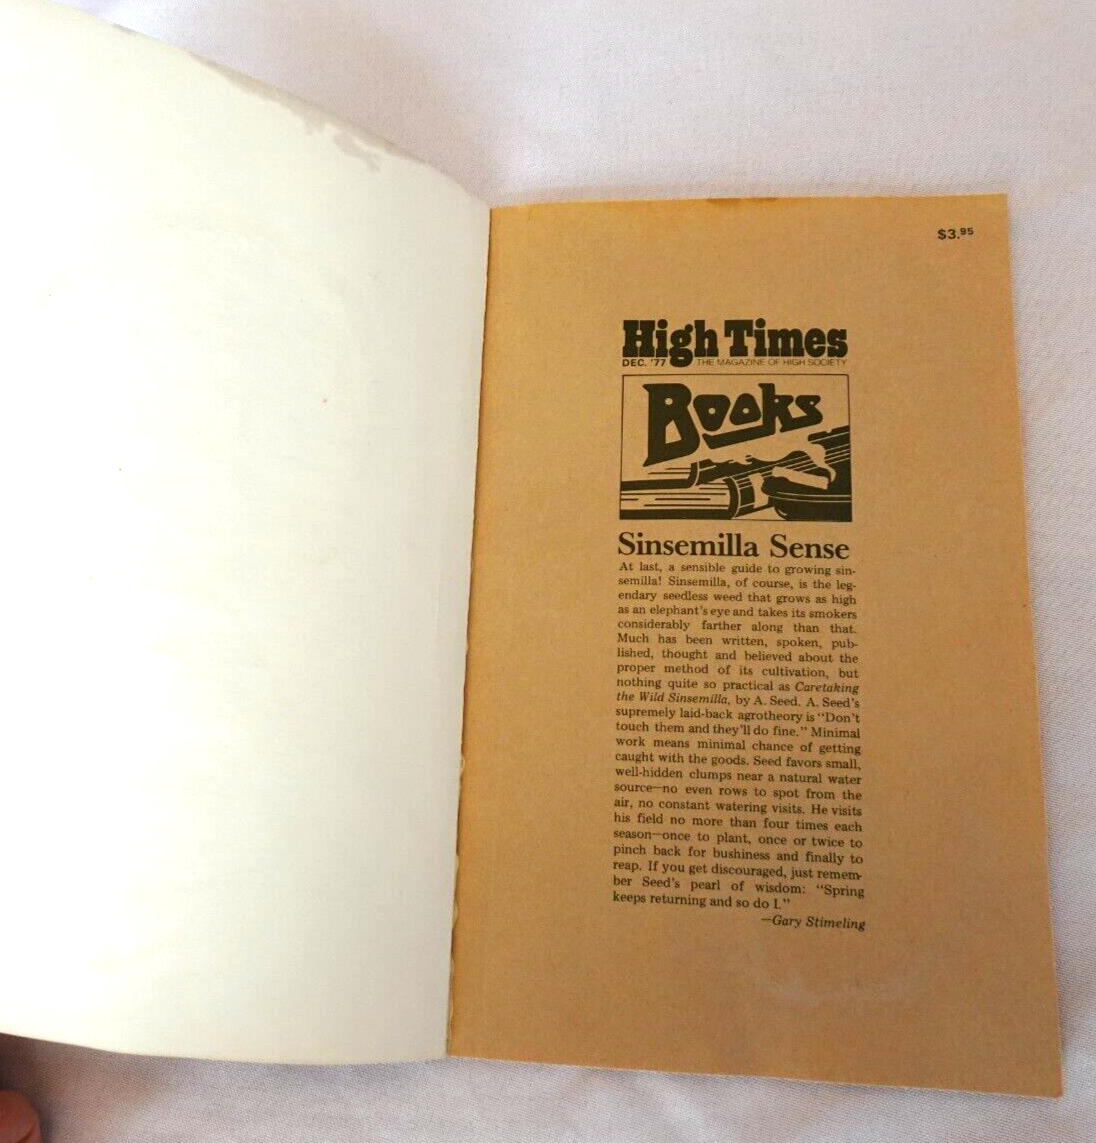 $3.95
High Times
DEC. '77 THE MAGAZINE OF HIGH SOCIETY
Books
Sinsemilla Sense
At last, a sensible guide to growing sin-
semilla! Sinsemilla, of course, is the leg-
endary seedless weed that grows as high
as an elephant's eye and takes its smokers
considerably farther along than that.
Much has been written, spoken, pub-
lished, thought and believed about the
proper method of its cultivation, but
nothing quite so practical as Caretaking
the Wild Sinsemilla, by A. Seed. A. Seed's
supremely laid-back agrotheory is "Don't
touch them and they'll do fine." Minimal
work means minimal chance of getting
caught with the goods. Seed favors small,
well-hidden clumps near a natural water
source—no even rows to spot from the
air, no constant watering visits. He visits
his field no more than four times each
season—once to plant, once or twice to
pinch back for bushiness and finally to
reap. If you get discouraged, just remem-
ber Seed's pearl of wisdom: "Spring
keeps returning and so do I."
—Gary Stimeling